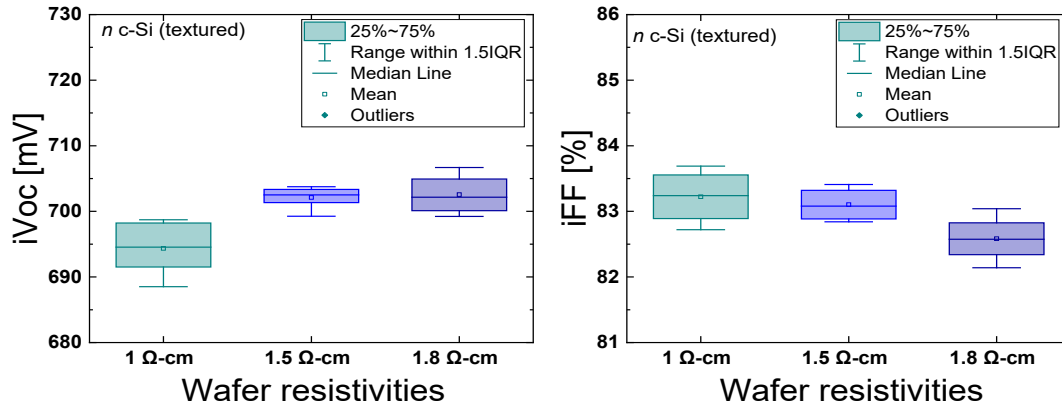 n c-Si (textured)
25%~75%
Range within 1.5IQR
Median Line
Mean
Outliers
iVoc [mV]
730
720
710
700
690
680
1 Ω-cm
1.5 Ω-cm
1.8 Ω-cm
Wafer resistivities
n c-Si (textured)
25%~75%
Range within 1.5IQR
Median Line
Mean
Outliers
iFF [%]
86
85
84
83
82
81
1 Ω-cm
1.5 Ω-cm
1.8 Ω-cm
Wafer resistivities